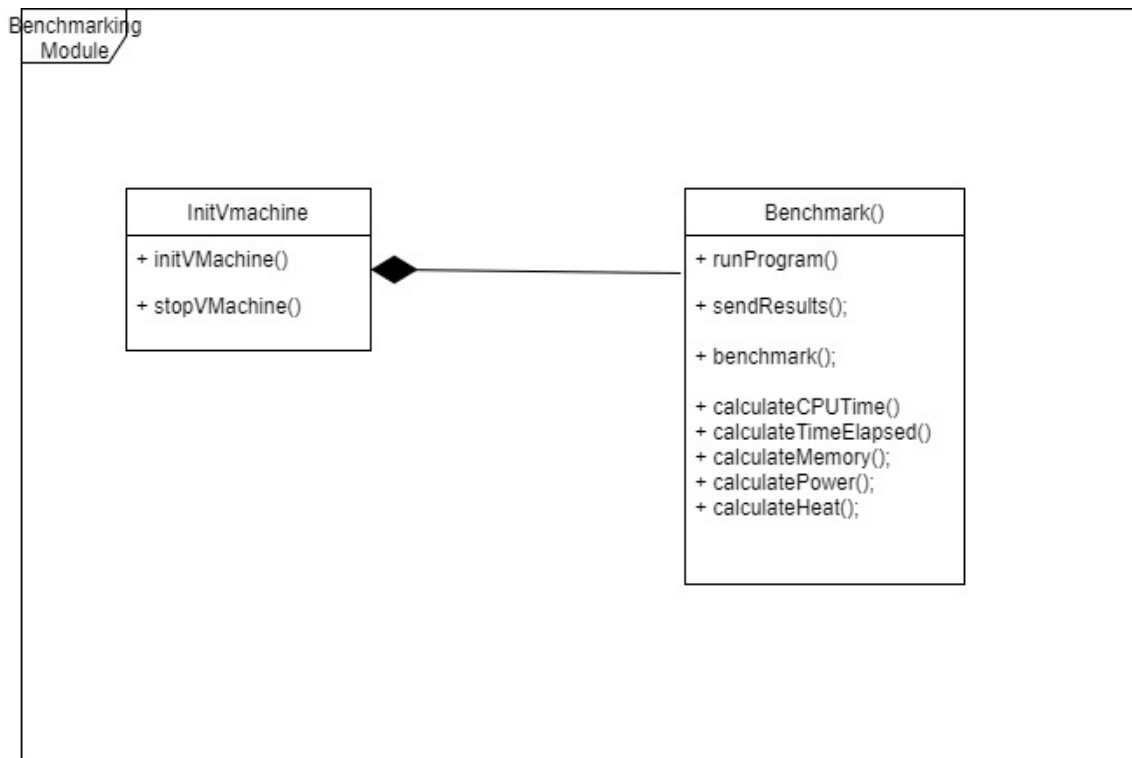 Benchmarking
Module
InitVmachine
+ initVMachine()
+ stopVMachine()
Benchmark()
+ runProgram()
+ sendResults();
+ benchmark();
+ calculateCPUTime()
+ calculateTimeElapsed()
+ calculateMemory();
+ calculatePower();
+ calculateHeat();